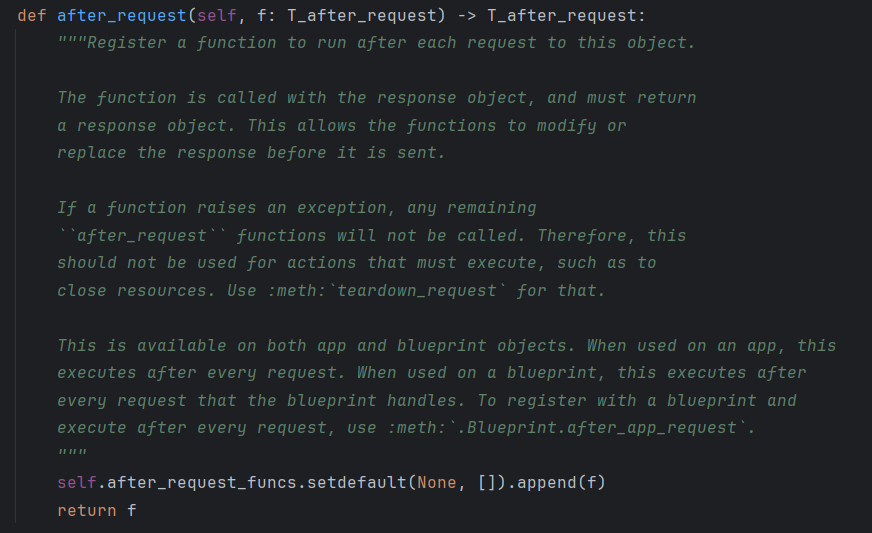 def after_request(self, f: T_after_request) -> T_after_request:
"""Register a function to run after each request to this object.
The function is called with the response object, and must return
a response object. This allows the functions to modify or
replace the response before it is sent.
If a function raises an exception, any remaining
``after_request`` functions will not be called. Therefore, this
should not be used for actions that must execute, such as to
close resources. Use :meth:`teardown_request` for that.
This is available on both app and blueprint objects. When used on an app, this
executes after every request. When used on a blueprint, this executes after
every request that the blueprint handles. To register with a blueprint and
execute after every request, use :meth:`.Blueprint.after_app_request`.
"""
self.after_request_funcs.setdefault(None, []).append(f)
return f